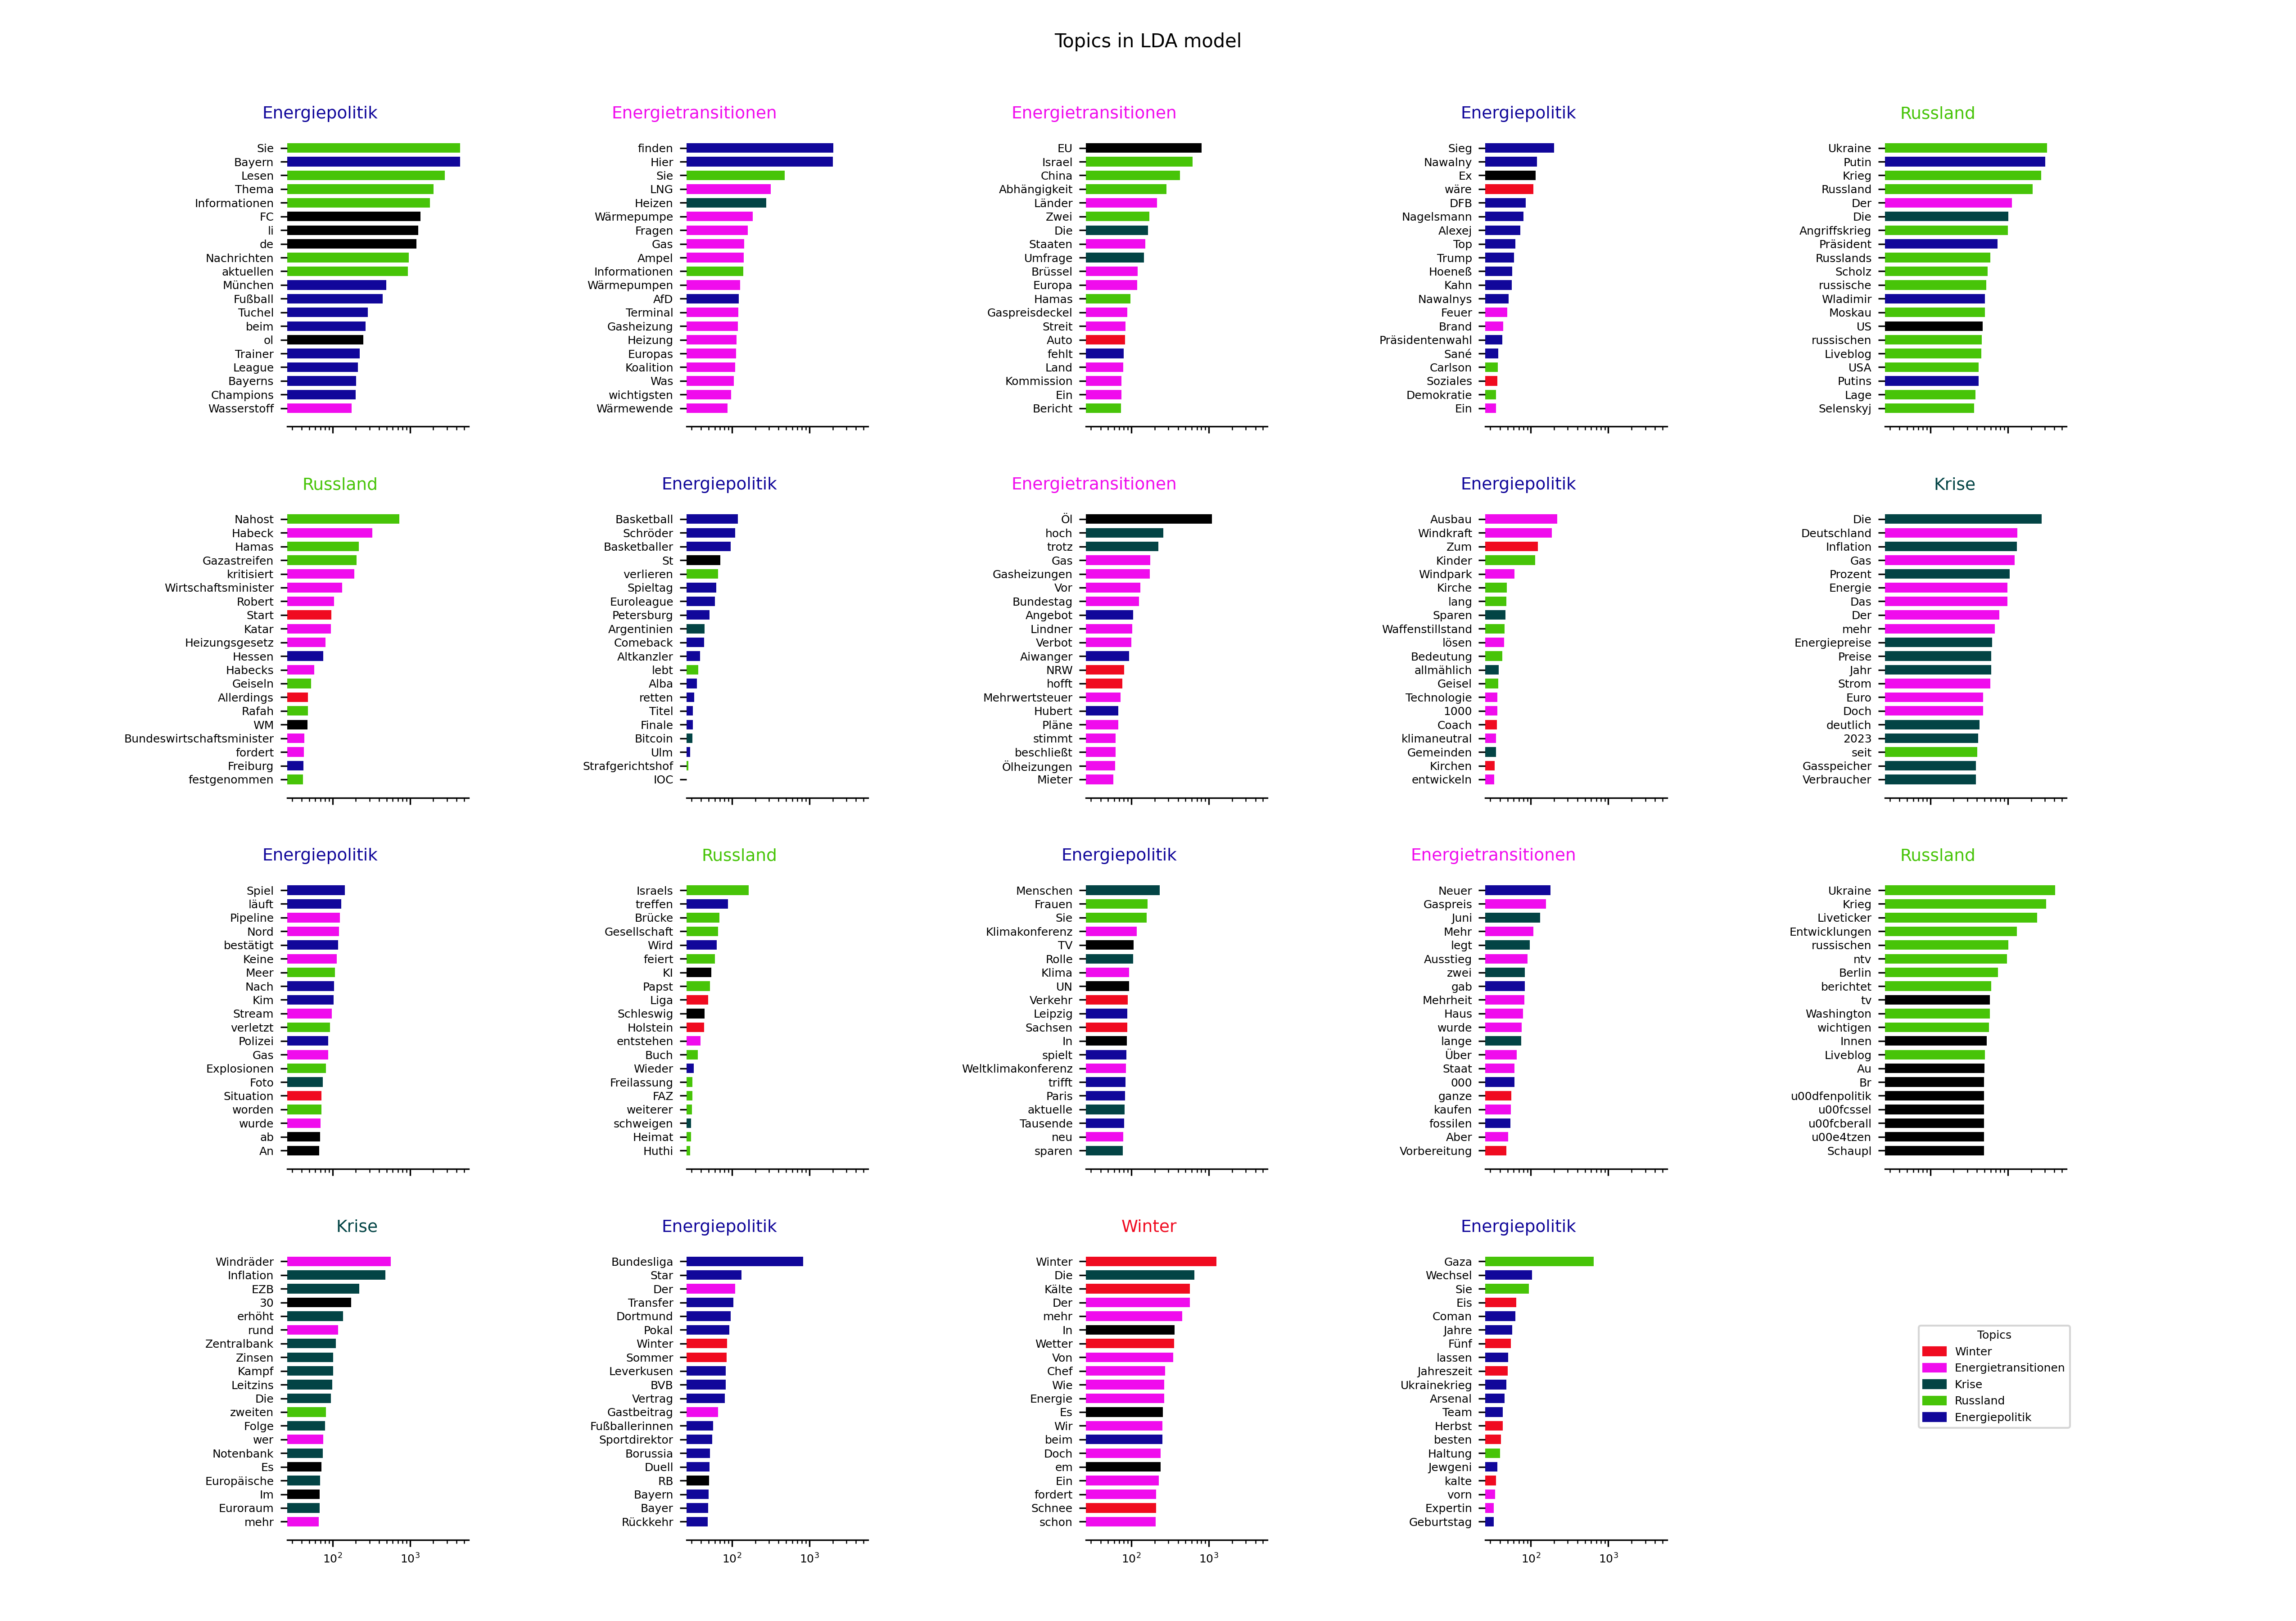 Topics in LDA model
Energiepolitik
Sie
Bayern
Lesen
Thema
Informationen
FC
li
de
Nachrichten
aktuellen
München
Fußball
Tuchel
beim
ol
Trainer
League
Bayerns
Champions
Wasserstoff
Energietransitionen
finden
Hier
Sie
LNG
Heizen
Wärmepumpe
Fragen
Gas
Ampel
Informationen
Wärmepumpen
AfD
Terminal
Gasheizung
Heizung
Europas
Koalition
Was
wichtigsten
Wärmewende
Energietransitionen
EU
Israel
China
Abhängigkeit
Länder
Zwei
Die
Staaten
Umfrage
Brüssel
Europa
Hamas
Gaspreisdeckel
Streit
Auto
fehlt
Land
Kommission
Ein
Bericht
Energiepolitik
Sieg
Nawalny
Ex
wäre
DFB
Nagelsmann
Alexej
Top
Trump
Hoeneß
Kahn
Nawalnys
Feuer
Brand
Präsidentenwahl
Sané
Carlson
Soziales
Demokratie
Ein
Russland
Ukraine
Putin
Krieg
Russland
Der
Die
Angriffskrieg
Präsident
Russlands
Scholz
russische
Wladimir
Moskau
US
russischen
Liveblog
USA
Putins
Lage
Selenskyj
Russland
Nahost
Habeck
Hamas
Gazastreifen
kritisiert
Wirtschaftsminister
Robert
Start
Katar
Heizungsgesetz
Hessen
Habecks
Geiseln
Allerdings
Rafah
WM
Bundeswirtschaftsminister
fordert
Freiburg
festgenommen
Energiepolitik
Basketball
Schröder
Basketballer
St
verlieren
Spieltag
Euroleague
Petersburg
Argentinien
Comeback
Altkanzler
lebt
Alba
retten
Titel
Finale
Bitcoin
Ulm
Strafgerichtshof
IOC
Energietransitionen
Öl
hoch
trotz
Gas
Gasheizungen
Vor
Bundestag
Angebot
Lindner
Verbot
Aiwanger
NRW
hofft
Mehrwertsteuer
Hubert
Pläne
stimmt
beschließt
Ölheizungen
Mieter
Energiepolitik
Ausbau
Windkraft
Zum
Kinder
Windpark
Kirche
lang
Sparen
Waffenstillstand
lösen
Bedeutung
allmählich
Geisel
Technologie
1000
Coach
klimaneutral
Gemeinden
Kirchen
entwickeln
Krise
Die
Deutschland
Inflation
Gas
Prozent
Energie
Das
Der
mehr
Energiepreise
Preise
Jahr
Strom
Euro
Doch
deutlich
2023
seit
Gasspeicher
Verbraucher
Energiepolitik
Spiel
läuft
Pipeline
Nord
bestätigt
Keine
Meer
Nach
Kim
Stream
verletzt
Polizei
Gas
Explosionen
Foto
Situation
worden
wurde
ab
An
Russland
Israels
treffen
Brücke
Gesellschaft
Wird
feiert
KI
Papst
Liga
Schleswig
Holstein
entstehen
Buch
Wieder
Freilassung
FAZ
weiterer
schweigen
Heimat
Huthi
Energiepolitik
Menschen
Frauen
Sie
Klimakonferenz
TV
Rolle
Klima
UN
Verkehr
Leipzig
Sachsen
In
spielt
Weltklimakonferenz
trifft
Paris
aktuelle
Tausende
neu
sparen
Energietransitionen
Neuer
Gaspreis
Juni
Mehr
legt
Ausstieg
zwei
gab
Mehrheit
Haus
wurde
lange
Über
Staat
000
ganze
kaufen
fossilen
Aber
Vorbereitung
Russland
Ukraine
Krieg
Liveticker
Entwicklungen
russischen
ntv
Berlin
berichtet
tv
Washington
wichtigen
Innen
Liveblog
Au
Br
u00dfenpolitik
u00fcssel
u00fcberall
u00e4tzen
Schaupl
Krise
Windräder
Inflation
EZB
30
erhöht
rund
Zentralbank
Zinsen
Kampf
Leitzins
Die
zweiten
Folge
wer
Notenbank
Es
Europäische
Im
Euroraum
mehr
10² 10³
Energiepolitik
Bundesliga
Star
Der
Transfer
Dortmund
Pokal
Winter
Sommer
Leverkusen
BVB
Vertrag
Gastbeitrag
Fußballerinnen
Sportdirektor
Borussia
Duell
RB
Bayern
Bayer
Rückkehr
10² 10³
Winter
Winter
Die
Kälte
Der
mehr
In
Wetter
Von
Chef
Wie
Energie
Es
Wir
beim
Doch
em
Ein
fordert
Schnee
schon
10² 10³
Energiepolitik
Gaza
Wechsel
Sie
Eis
Coman
Jahre
Fünf
lassen
Jahreszeit
Ukrainekrieg
Arsenal
Team
Herbst
besten
Haltung
Jewgeni
kalte
vorn
Expertin
Geburtstag
10² 10³
Topics
Winter
Energietransitionen
Krise
Russland
Energiepolitik